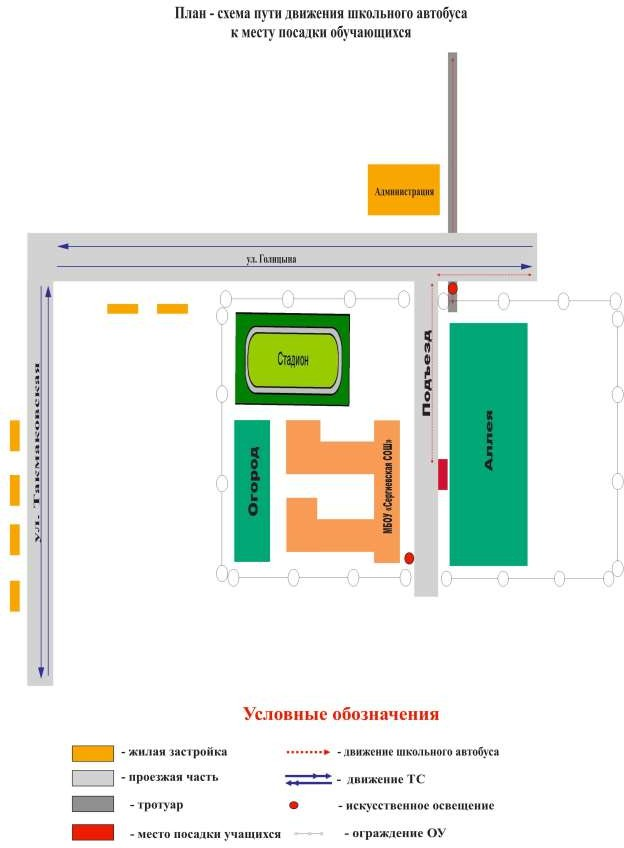 План - схема пути движения школьного автобуса
к месту посадки обучающихся
Администрация
ул. Голицына
Стадион
Подъезд
ул. Такмаковская
Огород
МБОУ «Сергиевская СОШ»
Аллея
Условные обозначения
- жилая застройка
- движение школьного автобуса
- проезжая часть
- движение ТС
- тротуар
- искусственное освещение
- место посадки учащихся
- ограждение ОУ